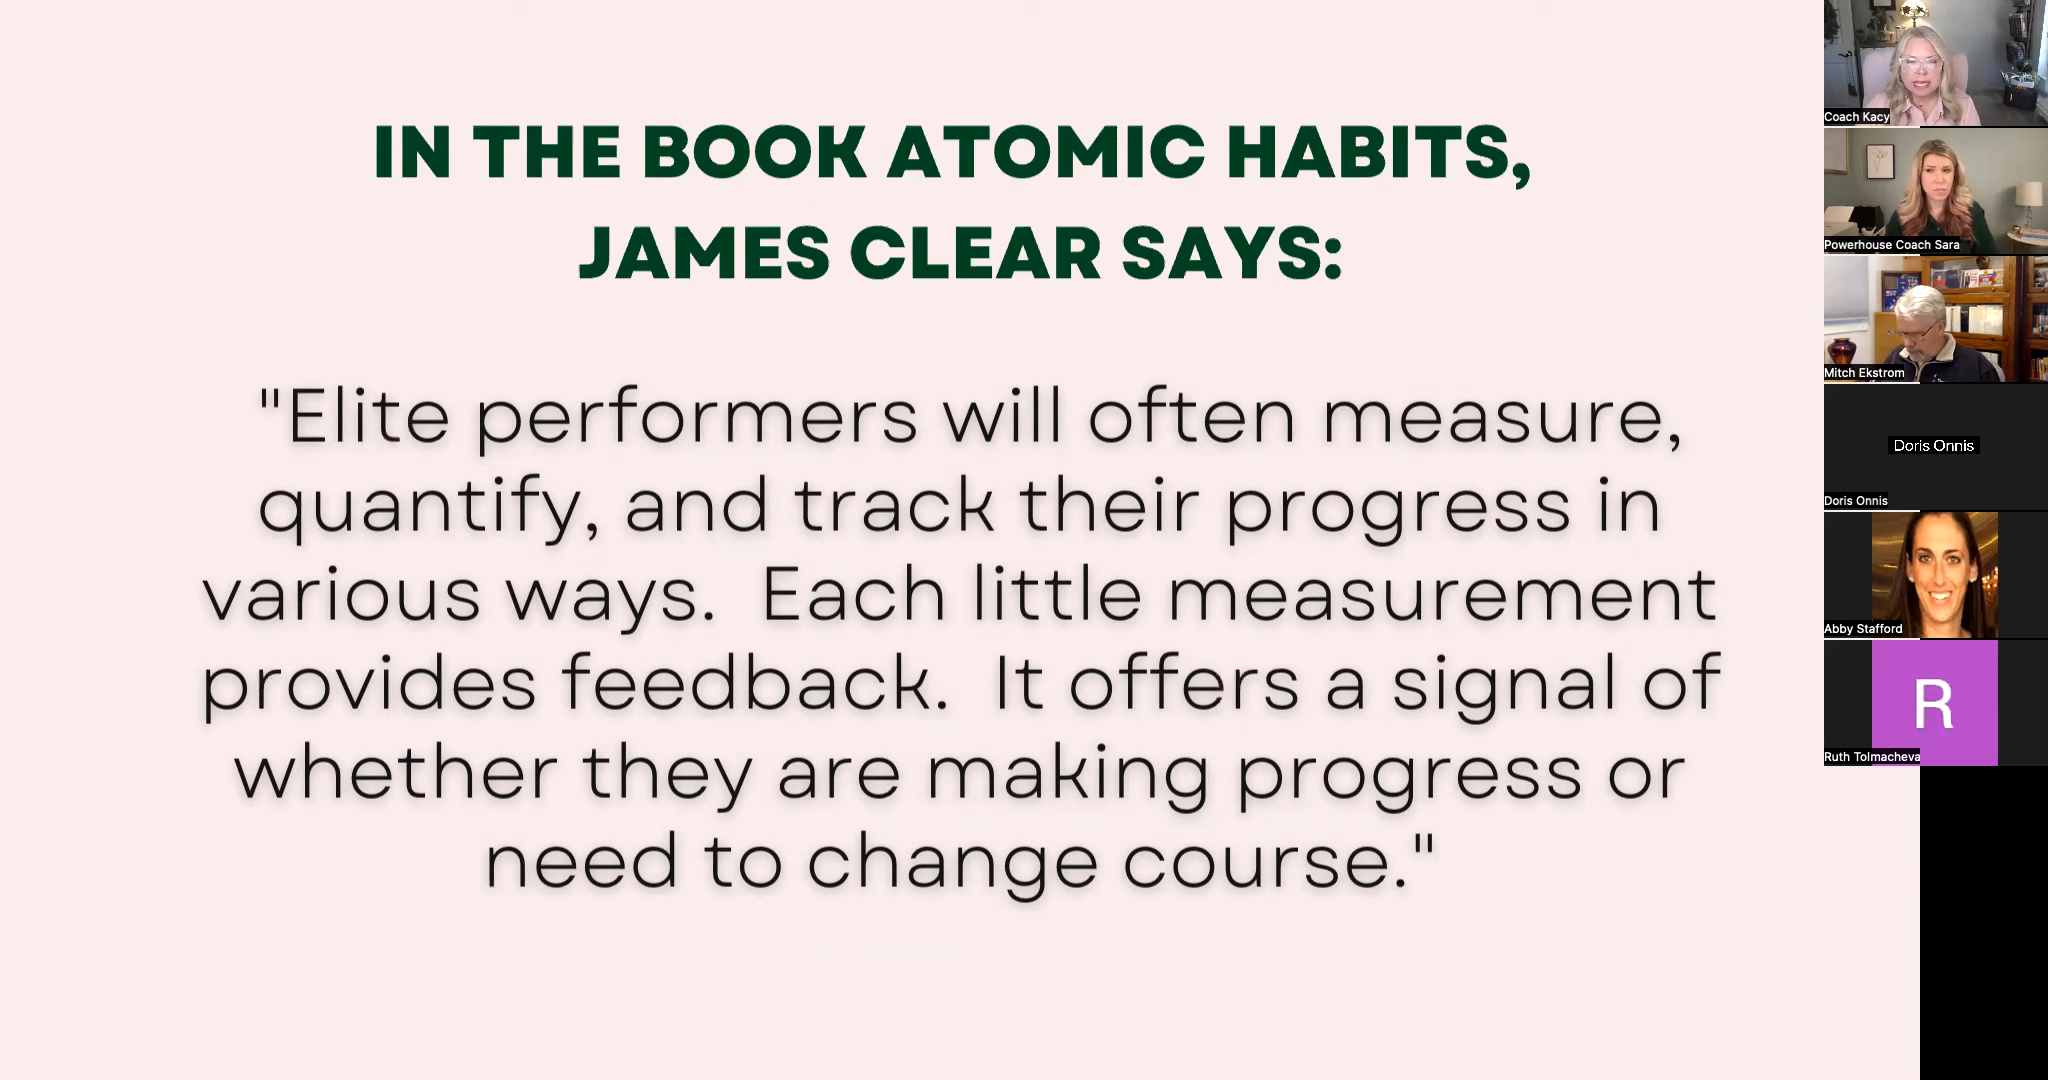 IN THE BOOK ATOMIC HABITS,
JAMES CLEAR SAYS:
"Elite performers will often measure,
quantify, and track their progress in
various ways.  Each little measurement
provides feedback.  It offers a signal of
whether they are making progress or
need to change course."
Coach Kacy
Powerhouse Coach Sara
Mitch Ekstrom
Doris Onnis
Doris Onnis
Abby Stafford
R
Ruth Tolmacheva